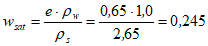 w_sat = (e · ρ_w) / ρ_s = (0,65 · 1,0) / 2,65 = 0,245